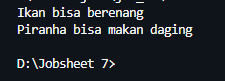 Ikan bisa berenang
Piranha bisa makan daging
D:\Jobsheet 7>